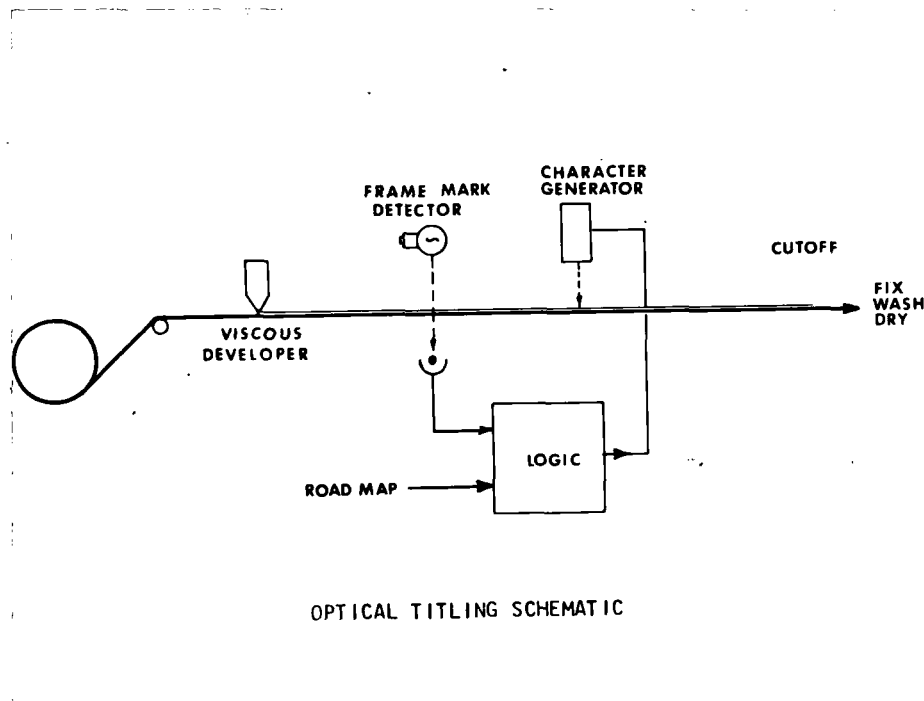 FRAME MARK
DETECTOR
CHARACTER
GENERATOR
CUTOFF
FIX
WASH
DRY
VISCOUS
DEVELOPER
LOGIC
ROAD MAP
OPTICAL TITLING SCHEMATIC